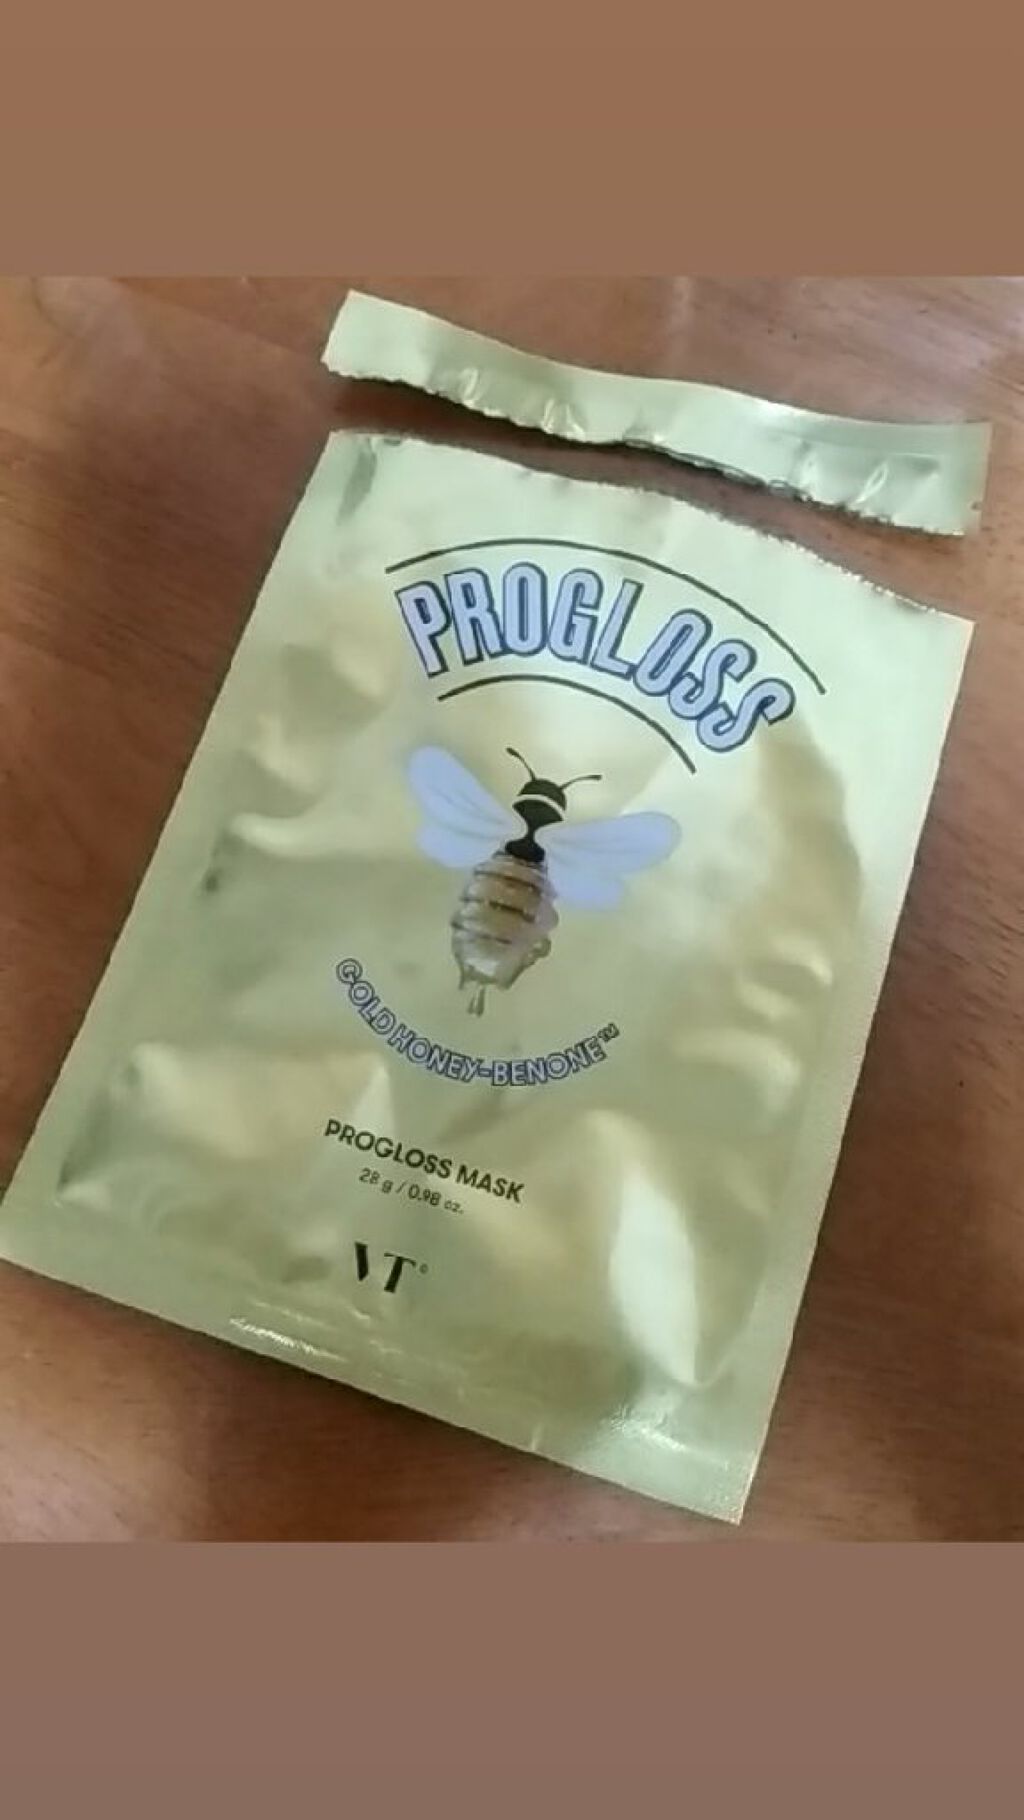 PROGLOSS
GOLD HONEY-BENONE™
PROGLOSS MASK
28 g / 0.98 oz.
VT©